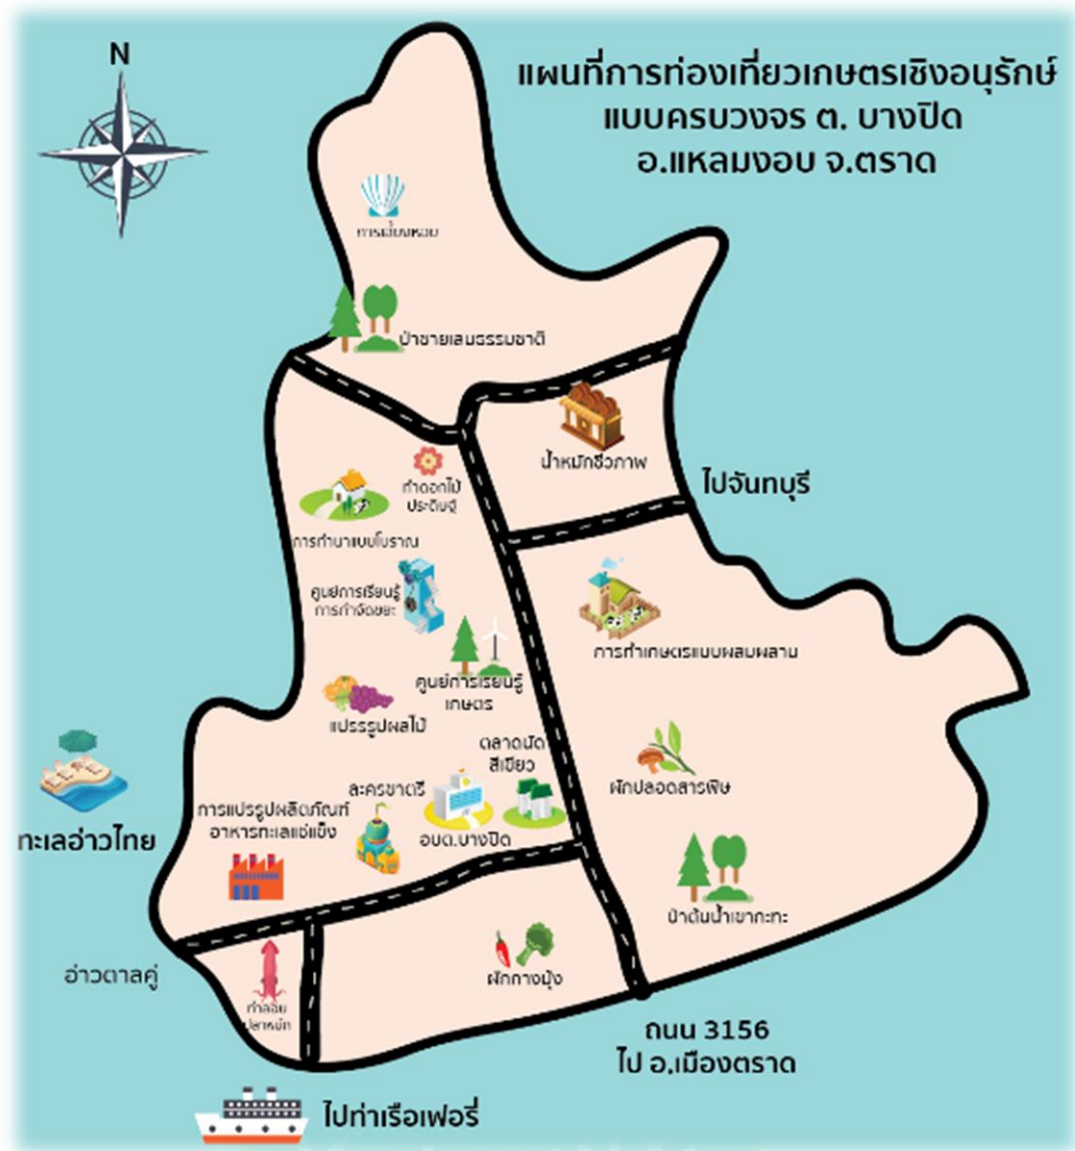 N
แผนที่การท่องเที่ยวเกษตรเชิงอนุรักษ์
แบบครบวงจร ต. บางปิด
อ.แหลมงอบ จ.ตราด
การเลี้ยงหอย
ป่าชายเลนธรรมชาติ
น้ำหมักชีวภาพ
ไปจันทบุรี
ทำดอกไม้
ประดิษฐ์
การทำนาแบบโบราณ
ศูนย์การเรียนรู้
การกำจัดขยะ
การทำเกษตรแบบผสมผสาน
ศูนย์การเรียนรู้
เกษตร
แปรรูปผลไม้
ตลาดนัด
สีเขียว
ผักปลอดสารพิษ
ละครชาตรี
การแปรรูปผลิตภัณฑ์
อาหารทะเลแช่แข็ง
อบต.บางปิด
ทะเลอ่าวไทย
ป่าต้นน้ำเขากะทะ
อ่าวตาลคู่
ผักกางมุ้ง
ปลาหมึก
ถนน 3156
ไป อ.เมืองตราด
ไปท่าเรือเฟอรี่